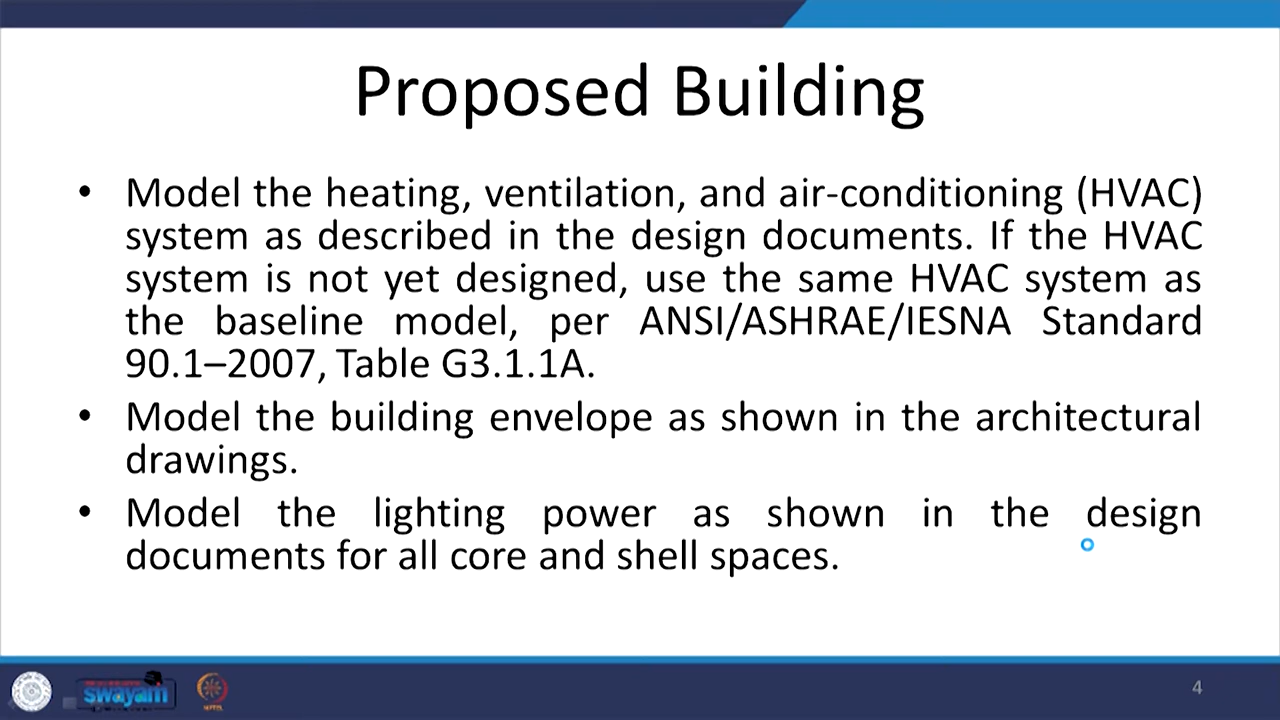 Proposed Building
• Model the heating, ventilation, and air-conditioning (HVAC)
system as described in the design documents. If the HVAC
system is not yet designed, use the same HVAC system as
the baseline model, per ANSI/ASHRAE/IESNA Standard
90.1–2007, Table G3.1.1A.
• Model the building envelope as shown in the architectural
drawings.
• Model the lighting power as shown in the design
documents for all core and shell spaces.
swayam
4